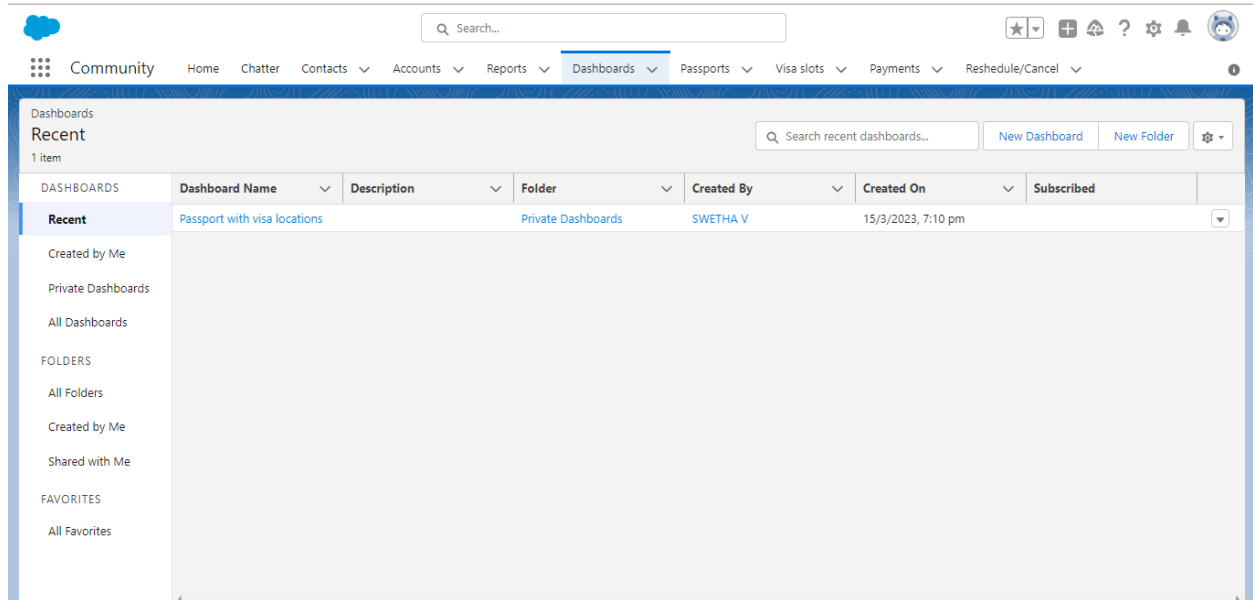 Search...
Community Home Chatter Contacts Accounts Reports Dashboards Passports Visa slots Payments Reshedule/Cancel
Dashboards
Recent
1 item
Search recent dashboards... New Dashboard New Folder
DASHBOARDS
Recent
Created by Me
Private Dashboards
All Dashboards
FOLDERS
All Folders
Created by Me
Shared with Me
FAVORITES
All Favorites
Dashboard Name Description Folder Created By Created On Subscribed
Passport with visa locations Private Dashboards SWETHA V 15/3/2023, 7:10 pm